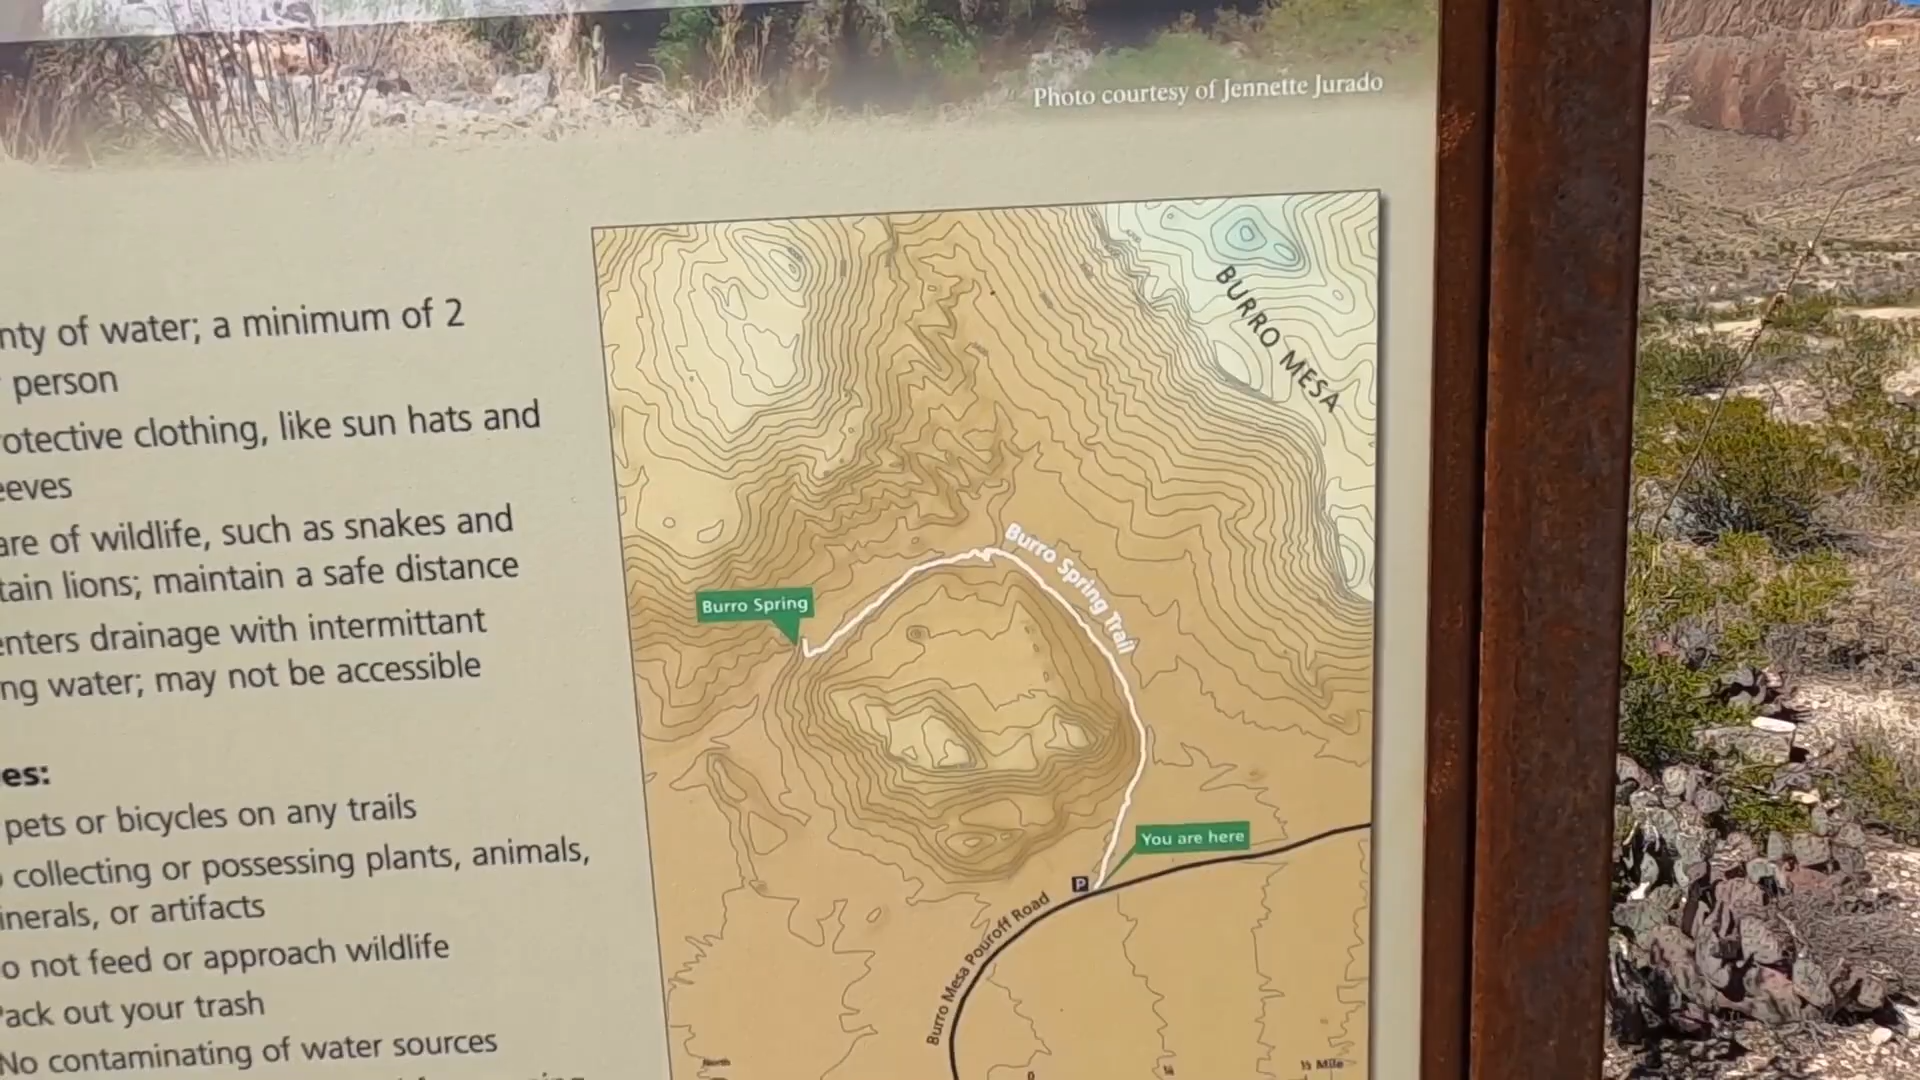 Photo courtesy of Jennette Jurado
nty of water; a minimum of 2
person
rotective clothing, like sun hats and
eeves
are of wildlife, such as snakes and
tain lions; maintain a safe distance
enters drainage with intermittant
ng water; may not be accessible
es:
pets or bicycles on any trails
collecting or possessing plants, animals,
inerals, or artifacts
o not feed or approach wildlife
Pack out your trash
No contaminating of water sources
BURRO MESA
Burro Spring Trail
Burro Spring
You are here
P
Burro Mesa Pouroff Road
North
0
¼
½ Mile